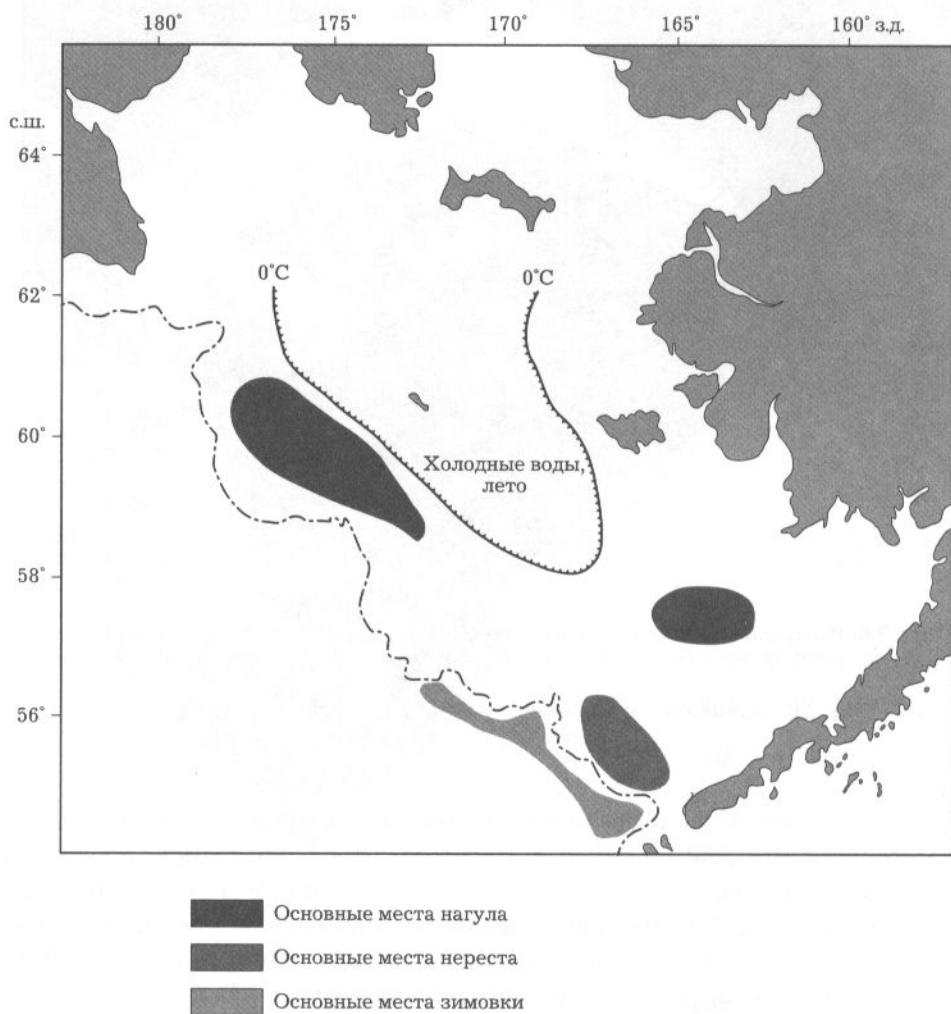 180° 175° 170° 165° 160° з.д.
с.ш.
64°
0°C 0°C
62°
60°
Холодные воды,
лето
58°
56°
Основные места нагула
Основные места нереста
Основные места зимовки